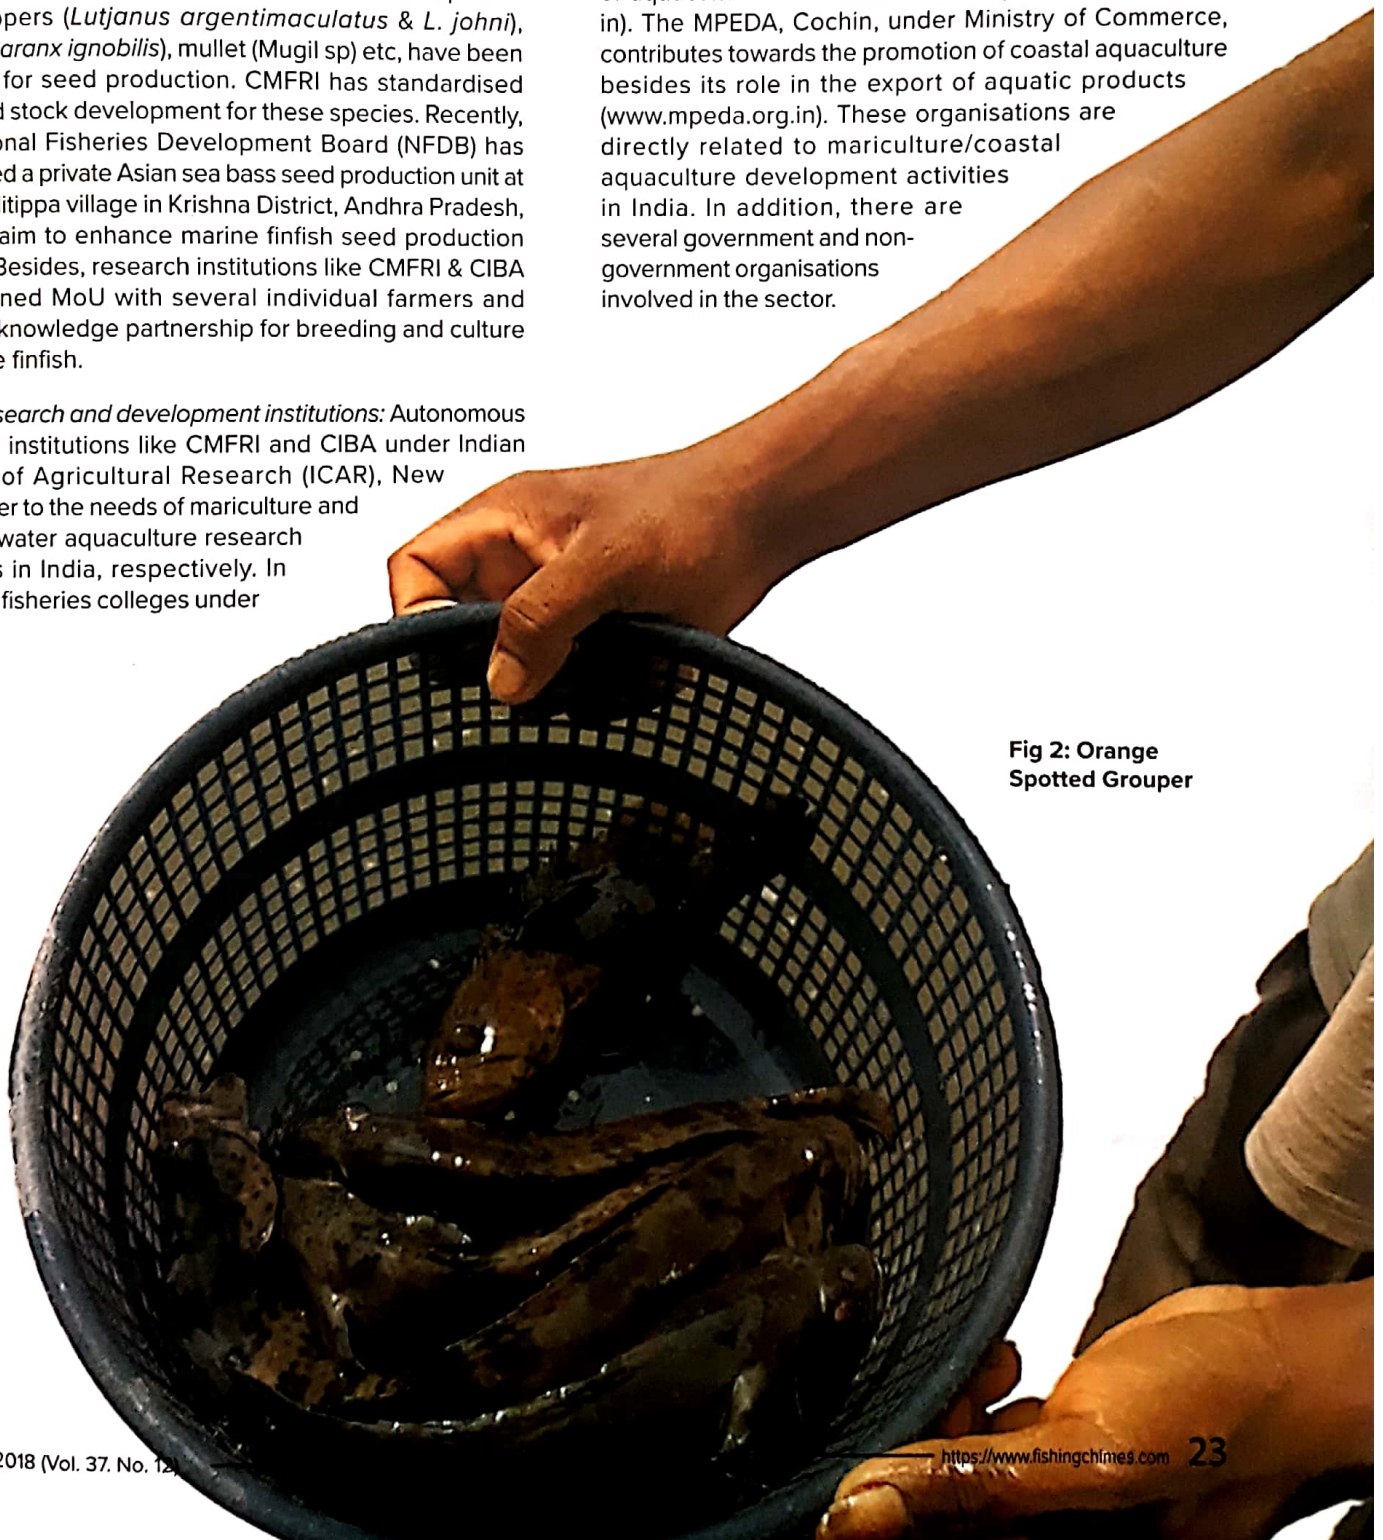 (Lutjanus argentimaculatus & L. johni),
ignobilis), mullet (Mugil sp) etc, have been
for seed production. CMFRI has standardised
stock development for these species. Recently,
Fisheries Development Board (NFDB) has
a private Asian sea bass seed production unit at
village in Krishna District, Andhra Pradesh,
aim to enhance marine finfish seed production
Besides, research institutions like CMFRI & CIBA
MoU with several individual farmers and
knowledge partnership for breeding and culture
finfish.
search and development institutions: Autonomous
institutions like CMFRI and CIBA under Indian
of Agricultural Research (ICAR), New
to the needs of mariculture and
water aquaculture research
in India, respectively. In
fisheries colleges under
in). The MPEDA, Cochin, under Ministry of Commerce,
contributes towards the promotion of coastal aquaculture
besides its role in the export of aquatic products
(www.mpeda.org.in). These organisations are
directly related to mariculture/coastal
aquaculture development activities
in India. In addition, there are
several government and non-
government organisations
involved in the sector.
Fig 2: Orange
Spotted Grouper
2018 (Vol. 37. No. 12)
https://www.fishingchimes.com 23